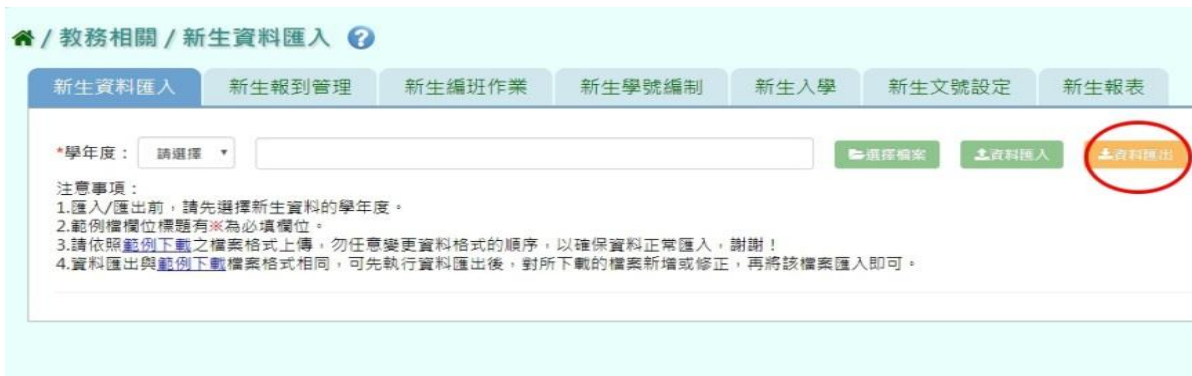 / 教務相關 / 新生資料匯入 ?
新生資料匯入 新生報到管理 新生編班作業 新生學號編制 新生入學 新生文號設定 新生報表
*學年度： 請選擇 選擇檔案 資料匯入 資料匯出
注意事項：
1.匯入/匯出前，請先選擇新生資料的學年度。
2.範例檔欄位標題有※為必填欄位。
3.請依照範例下載之檔案格式上傳，勿任意變更資料格式的順序，以確保資料正常匯入，謝謝！
4.資料匯出與範例下載檔案格式相同，可先執行資料匯出後，對所下載的檔案新增或修正，再將該檔案匯入即可。